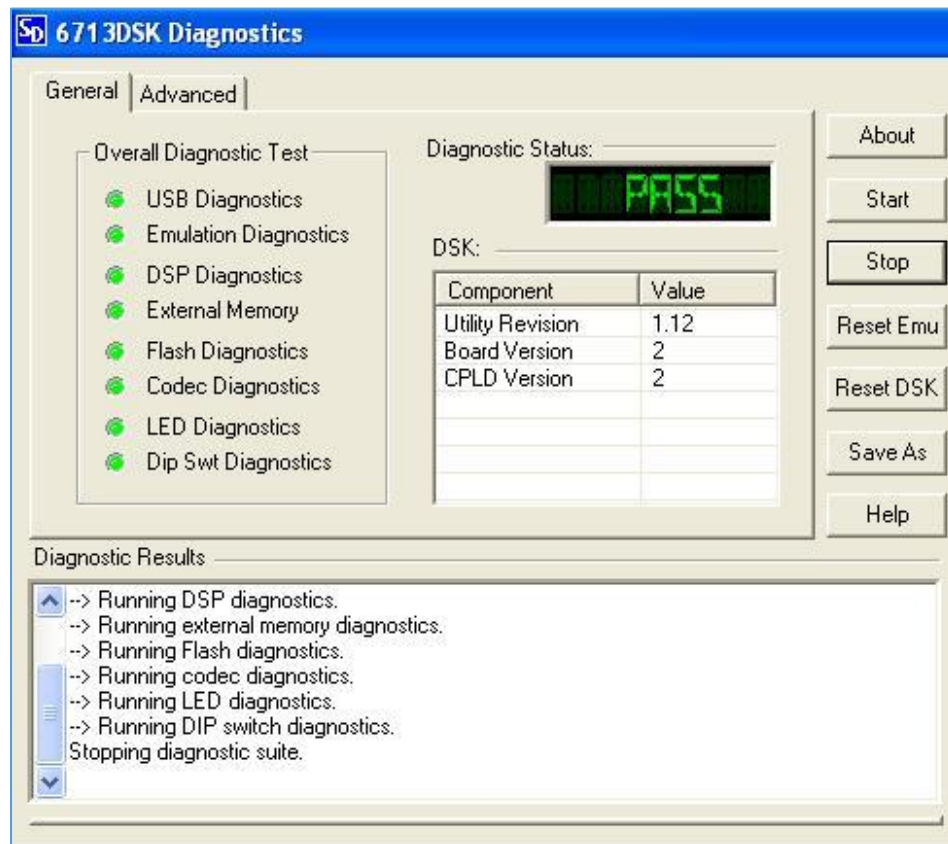 SD 6713DSK Diagnostics
General Advanced
Overall Diagnostic Test
USB Diagnostics
Emulation Diagnostics
DSP Diagnostics
External Memory
Flash Diagnostics
Codec Diagnostics
LED Diagnostics
Dip Swt Diagnostics
Diagnostic Status:
PASS
DSK:
Component Value
Utility Revision 1.12
Board Version 2
CPLD Version 2
About
Start
Stop
Reset Emu
Reset DSK
Save As
Help
Diagnostic Results
--> Running DSP diagnostics.
--> Running external memory diagnostics.
--> Running Flash diagnostics.
--> Running codec diagnostics.
--> Running LED diagnostics.
--> Running DIP switch diagnostics.
Stopping diagnostic suite.